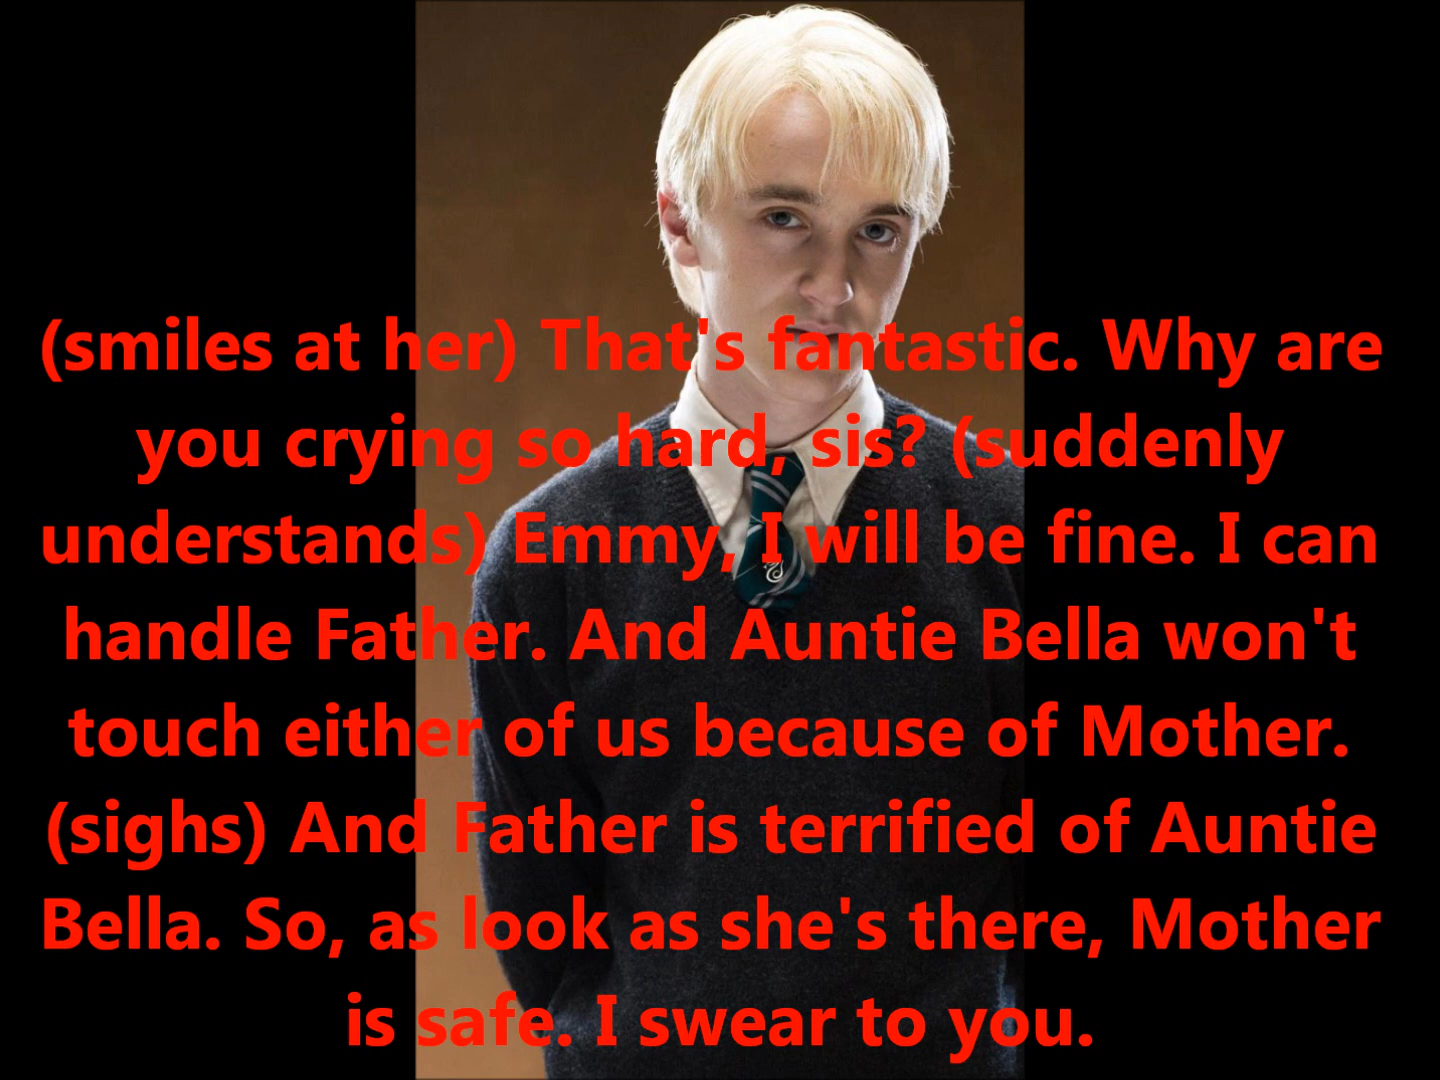 (smiles at her) That's fantastic. Why are
you crying so hard, sis? (suddenly
understands) Emmy, I will be fine. I can
handle Father. And Auntie Bella won't
touch either of us because of Mother.
(sighs) And Father is terrified of Auntie
Bella. So, as look as she's there, Mother
is safe. I swear to you.